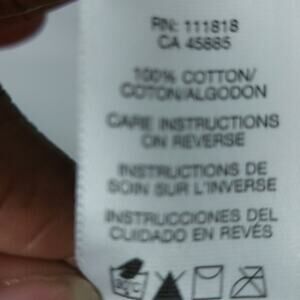 RN: 111818
CA 45885
100% COTTON/
COTON/ALGODON
CARE INSTRUCTIONS
ON REVERSE
INSTRUCTIONS DE
SOIN SUR L'INVERSE
INSTRUCCIONES DEL
CUIDADO EN REVÉS